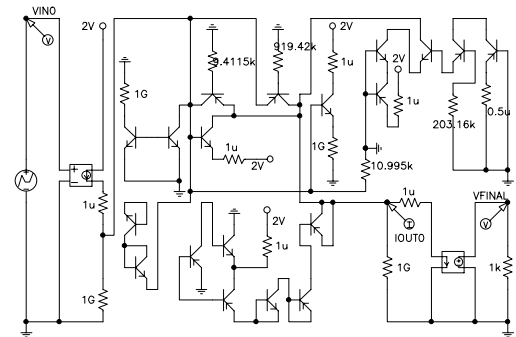 VIN0
V
2V
1G
9.4115k
919.42k
2V
1u
2V
1u
1G
203.16k
0.5u
1u
2V
10.995k
1u
1G
2V
1u
1u
I
IOUT0
VFINAL
V
1G
1k